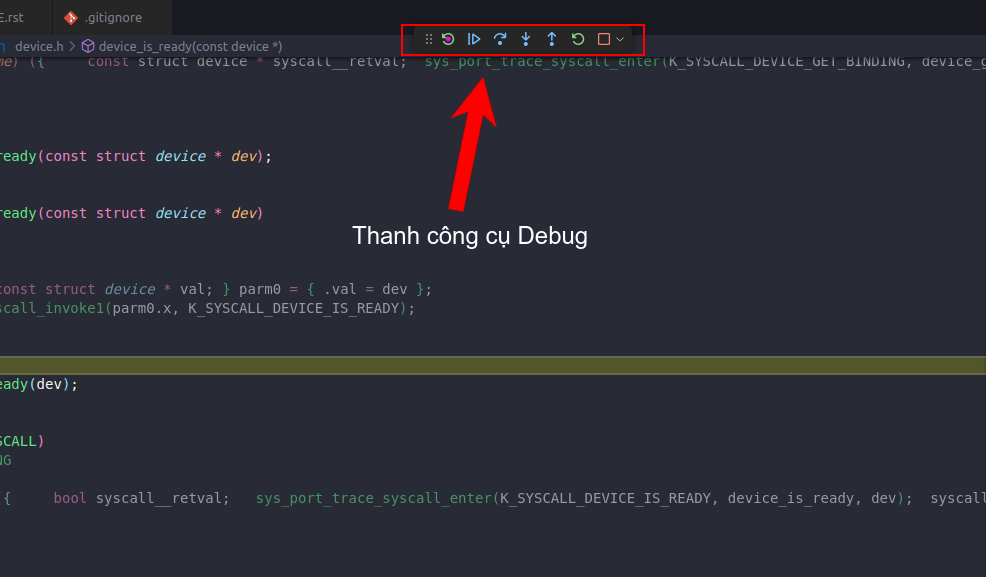 E.rst .gitignore
device.h > device_is_ready(const device *)
me) ({     const struct device * syscall__retval;  sys_port_trace_syscall_enter(K_SYSCALL_DEVICE_GET_BINDING, device_g
ready(const struct device * dev);
ready(const struct device * dev)
Thanh công cụ Debug
const struct device * val; } parm0 = { .val = dev };
scall_invoke1(parm0.x, K_SYSCALL_DEVICE_IS_READY);
eady(dev);
SCALL)
NG
({     bool syscall__retval;   sys_port_trace_syscall_enter(K_SYSCALL_DEVICE_IS_READY, device_is_ready, dev);  syscall